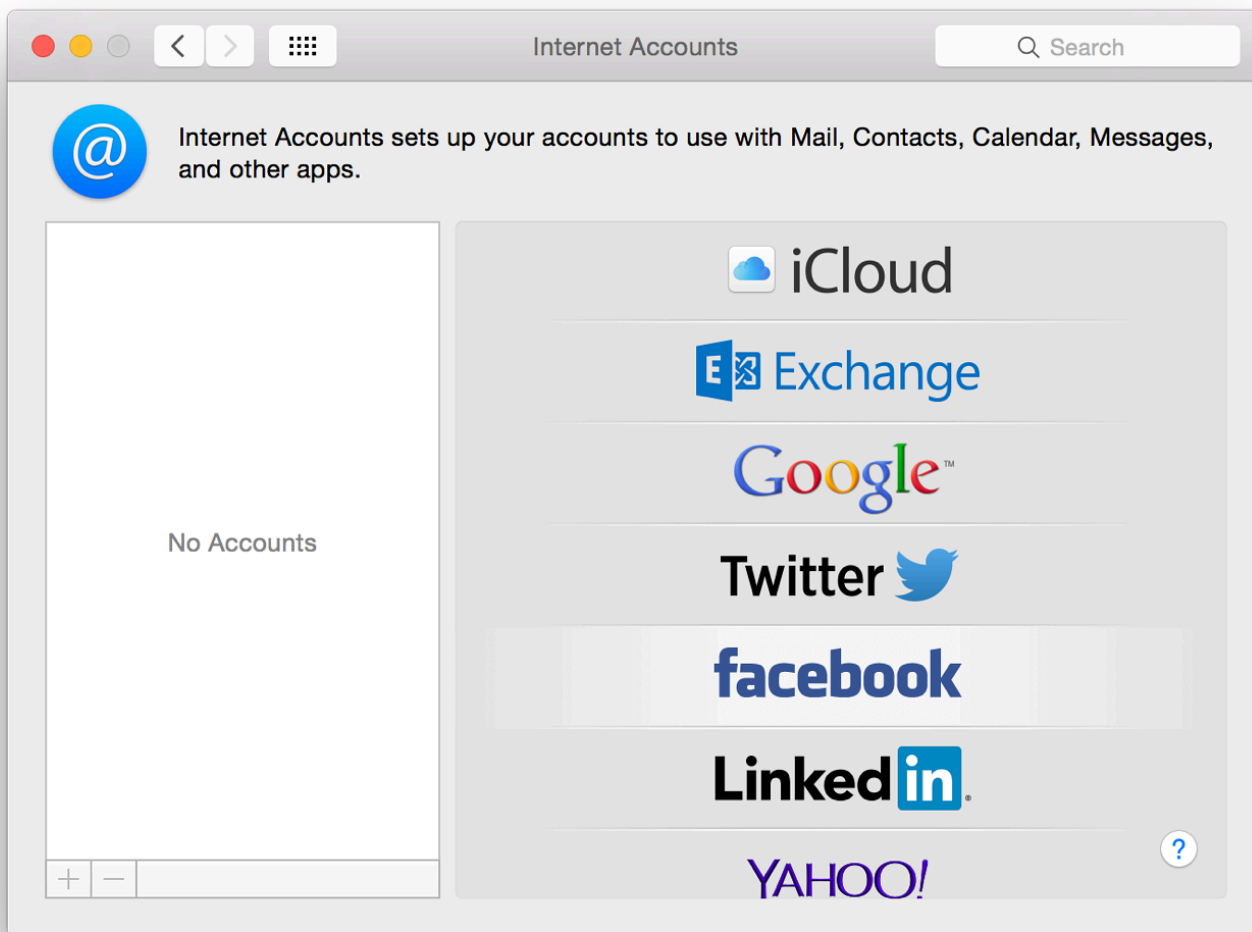 Internet Accounts
Search
@
Internet Accounts sets up your accounts to use with Mail, Contacts, Calendar, Messages,
and other apps.
No Accounts
iCloud
E Exchange
Google™
Twitter
facebook
Linkedin®
YAHOO!
?